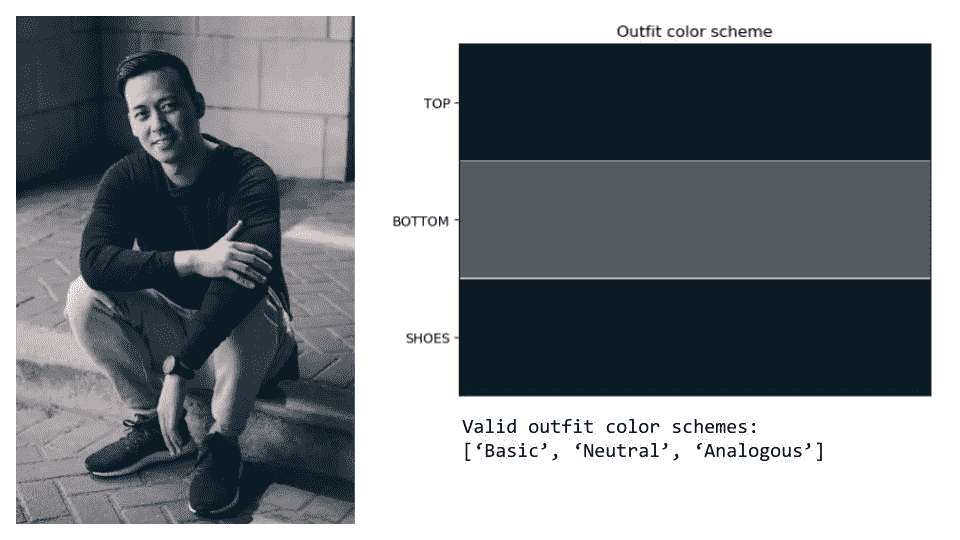 Outfit color scheme
TOP
BOTTOM
SHOES
Valid outfit color schemes:
[‘Basic’, ‘Neutral’, ‘Analogous’]